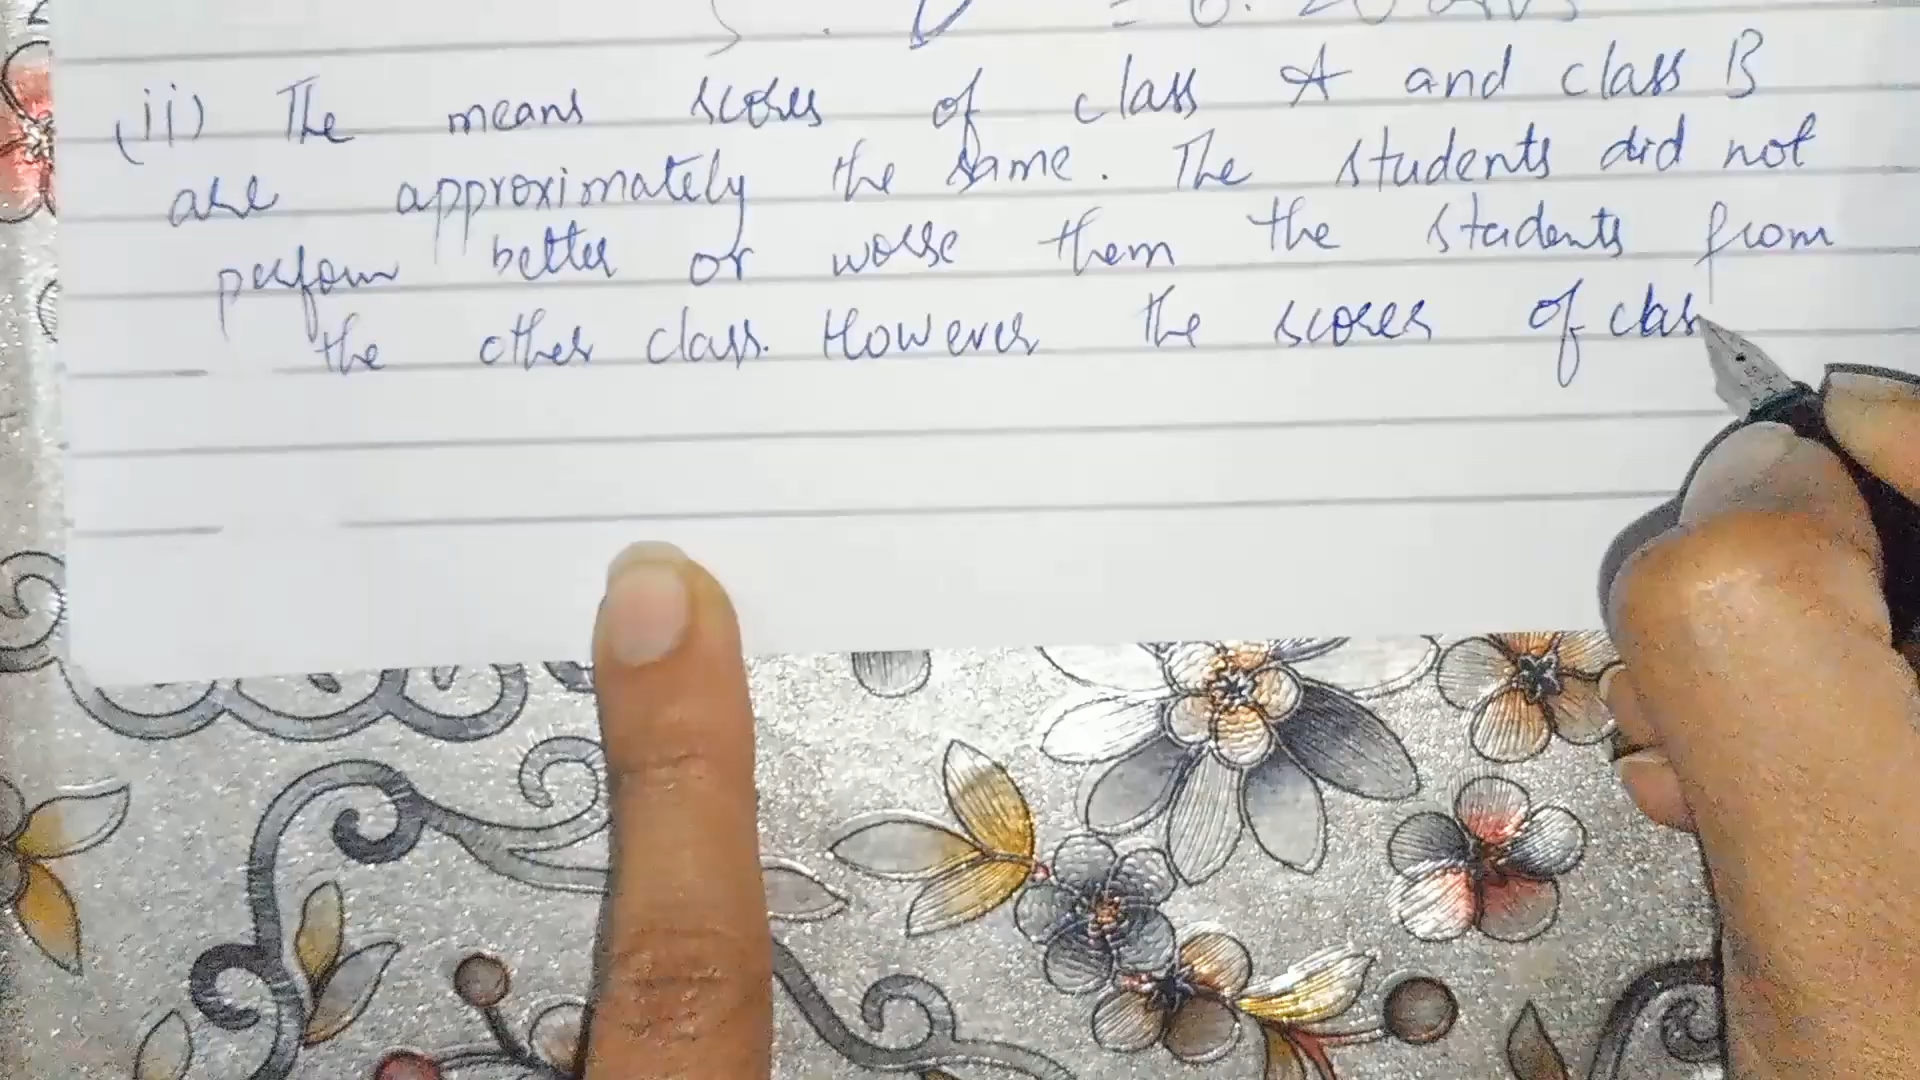 (ii) The means scores of class A and class B
are approximately the same. The students did not
perform better or worse them the students from
the other class. However the scores of clas